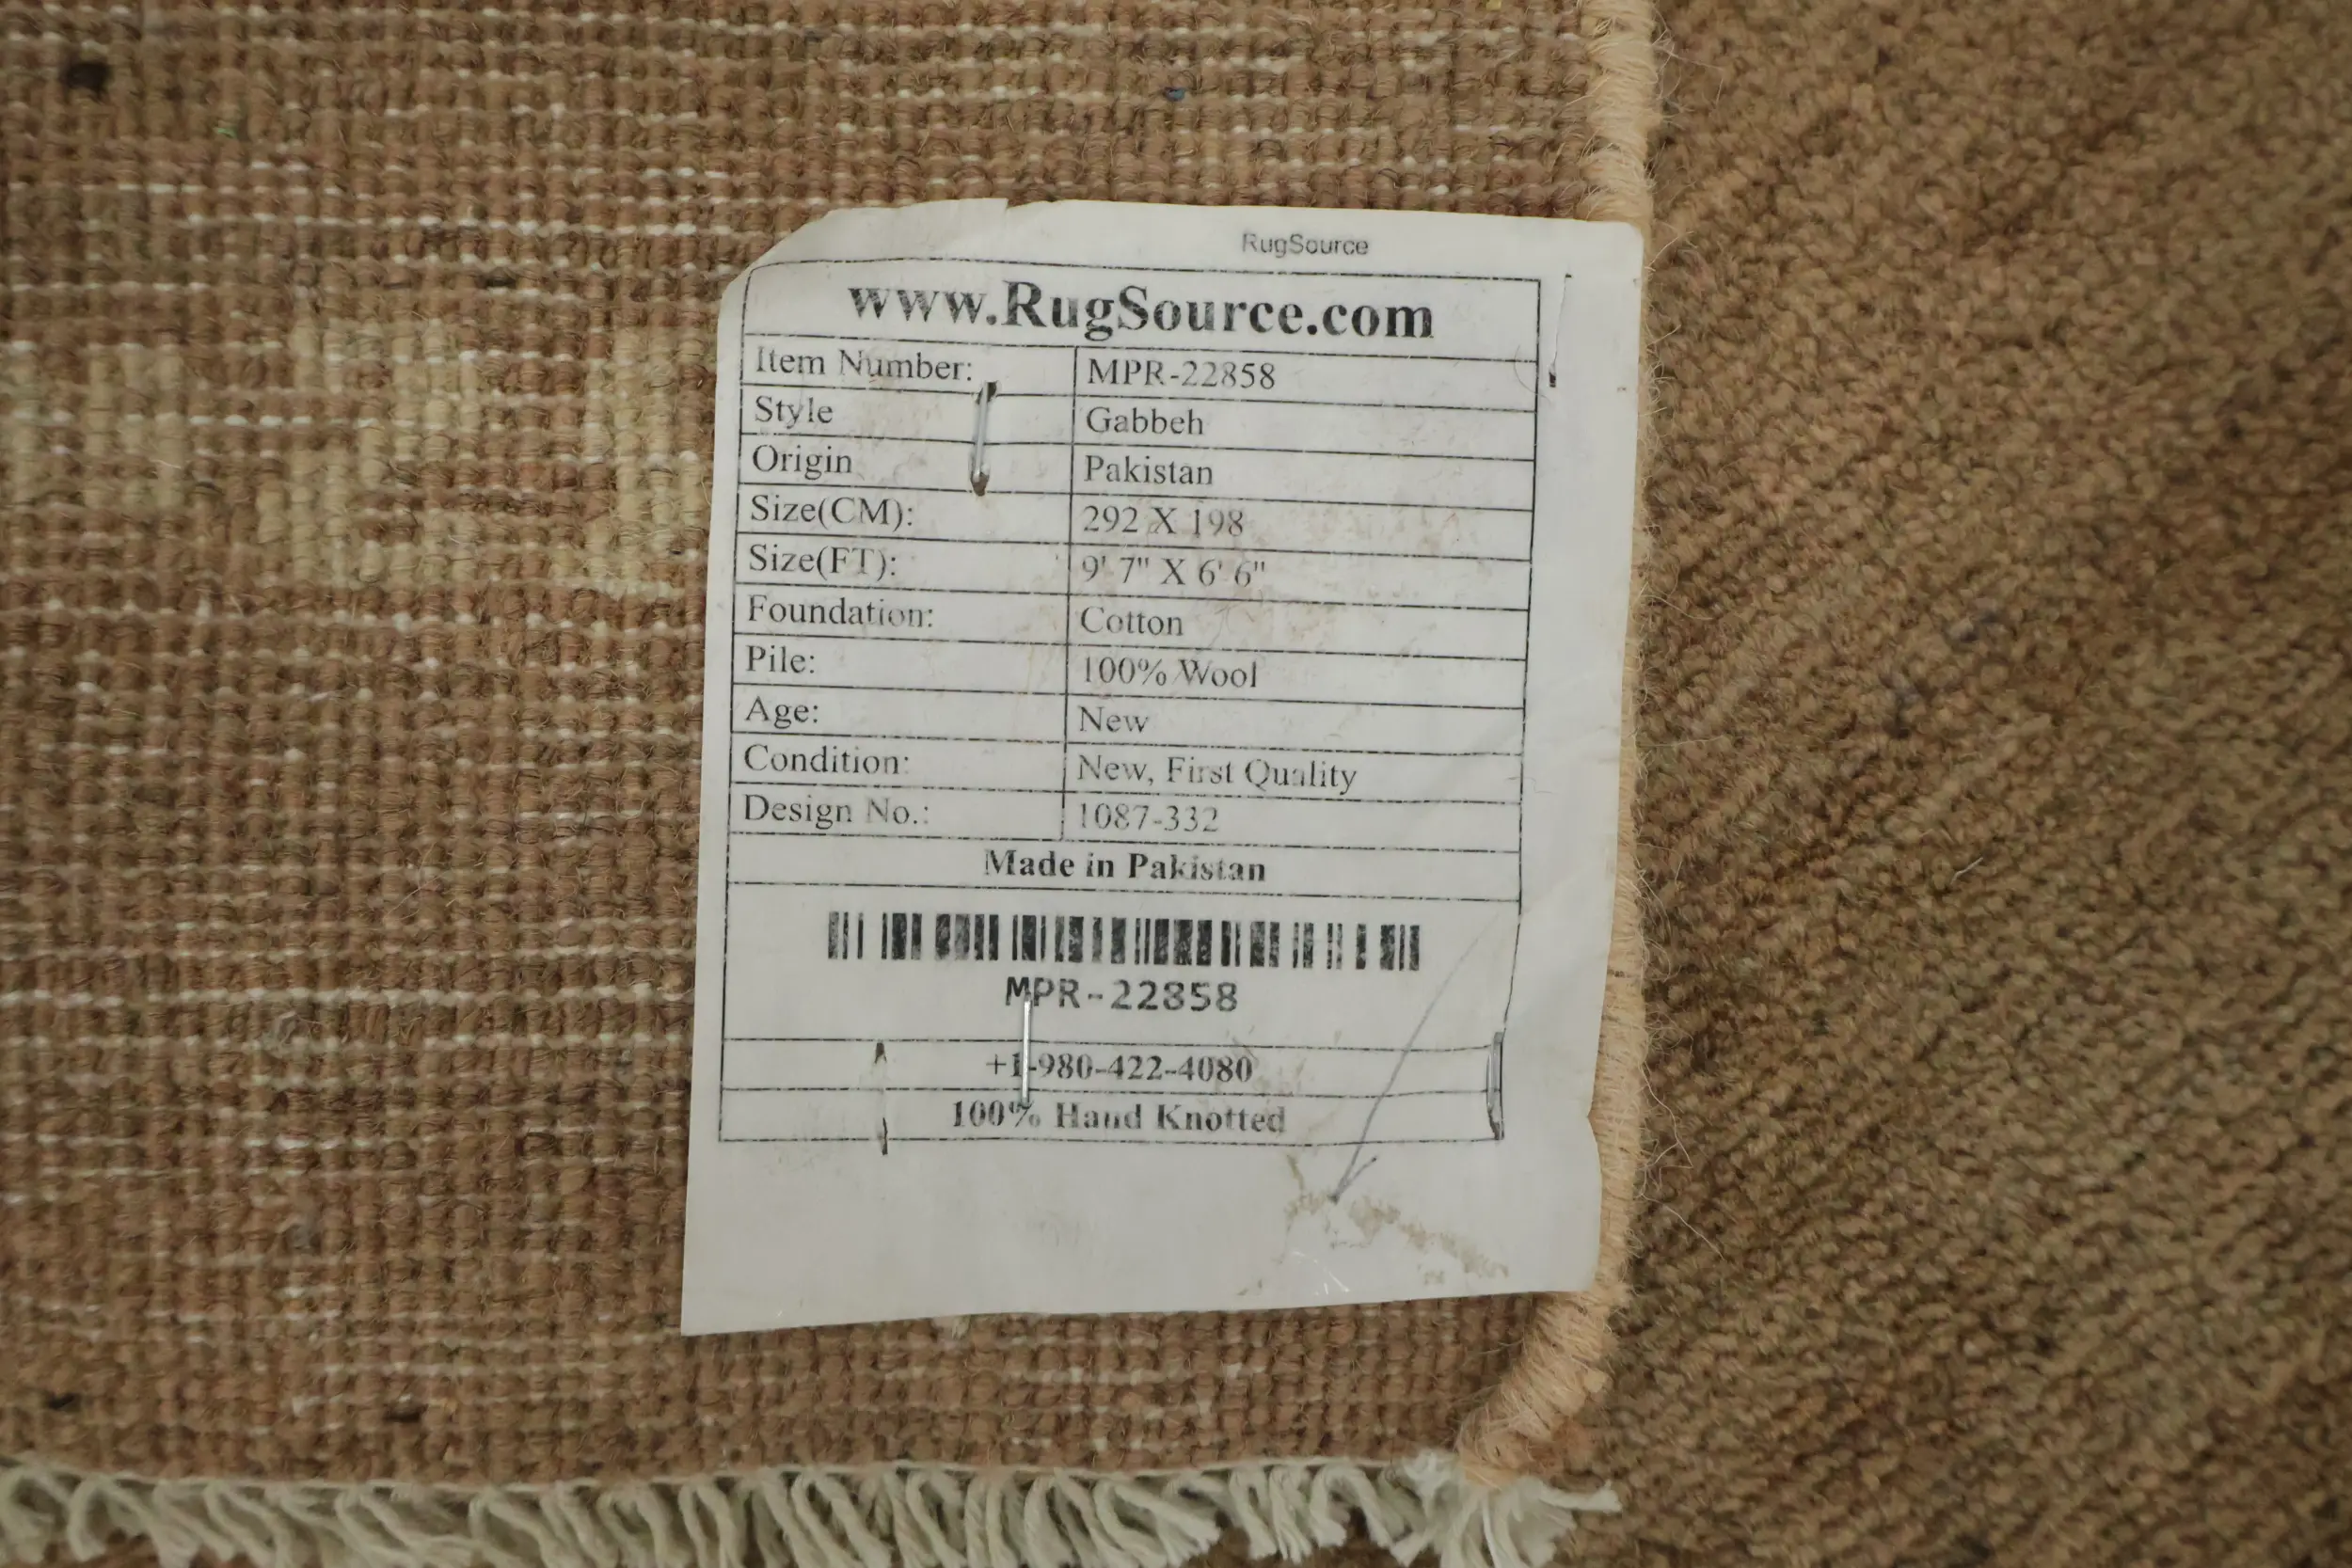 RugSource
www.RugSource.com
Item Number: MPR-22858
Style Gabbeh
Origin Pakistan
Size(CM): 292 X 198
Size(FT): 9' 7" X 6' 6"
Foundation: Cotton
Pile: 100% Wool
Age: New
Condition: New, First Quality
Design No.: 1087-332
Made in Pakistan
MPR-22858
+1-980-422-4080
100% Hand Knotted